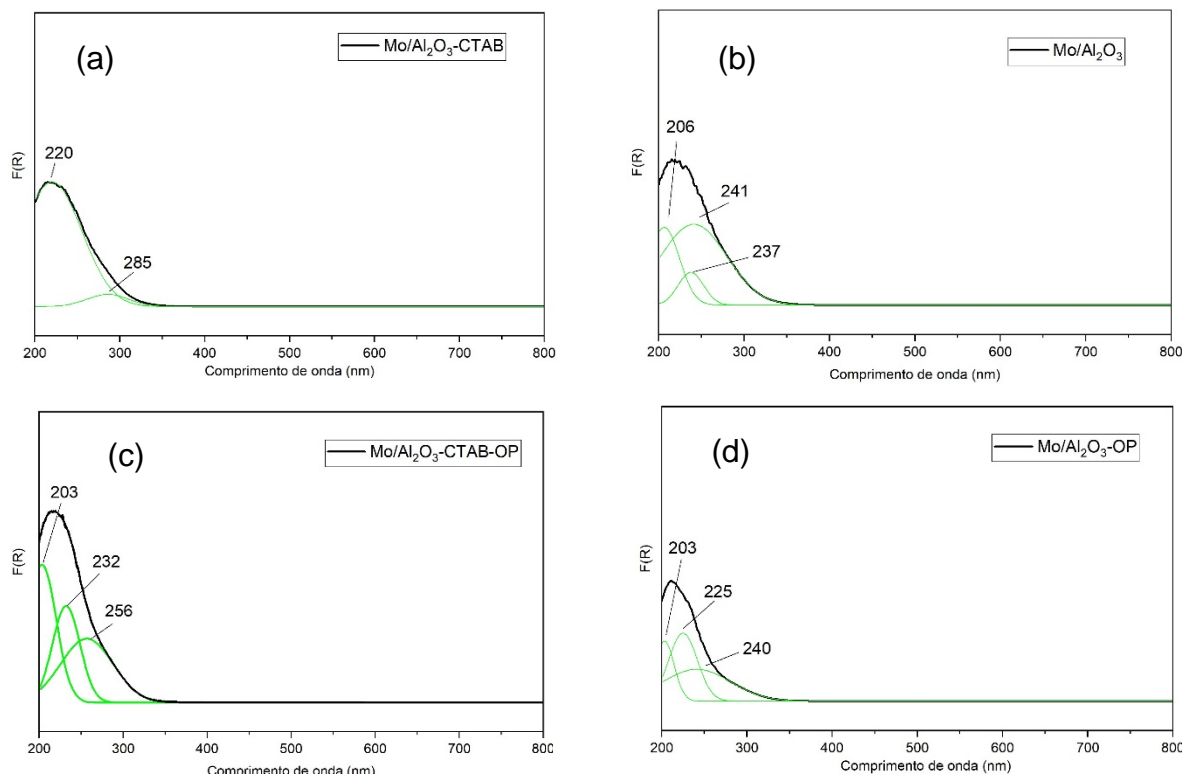 (a)
Mo/Al₂O₃-CTAB
F(R)
220
285
200 300 400 500 600 700 800
Comprimento de onda (nm)
(b)
Mo/Al₂O₃
F(R)
206
241
237
200 300 400 500 600 700 800
Comprimento de onda (nm)
(c)
Mo/Al₂O₃-CTAB-OP
F(R)
203
232
256
200 300 400 500 600 700 800
Comprimento de onda (nm)
(d)
Mo/Al₂O₃-OP
F(R)
203
225
240
200 300 400 500 600 700 800
Comprimento de onda (nm)